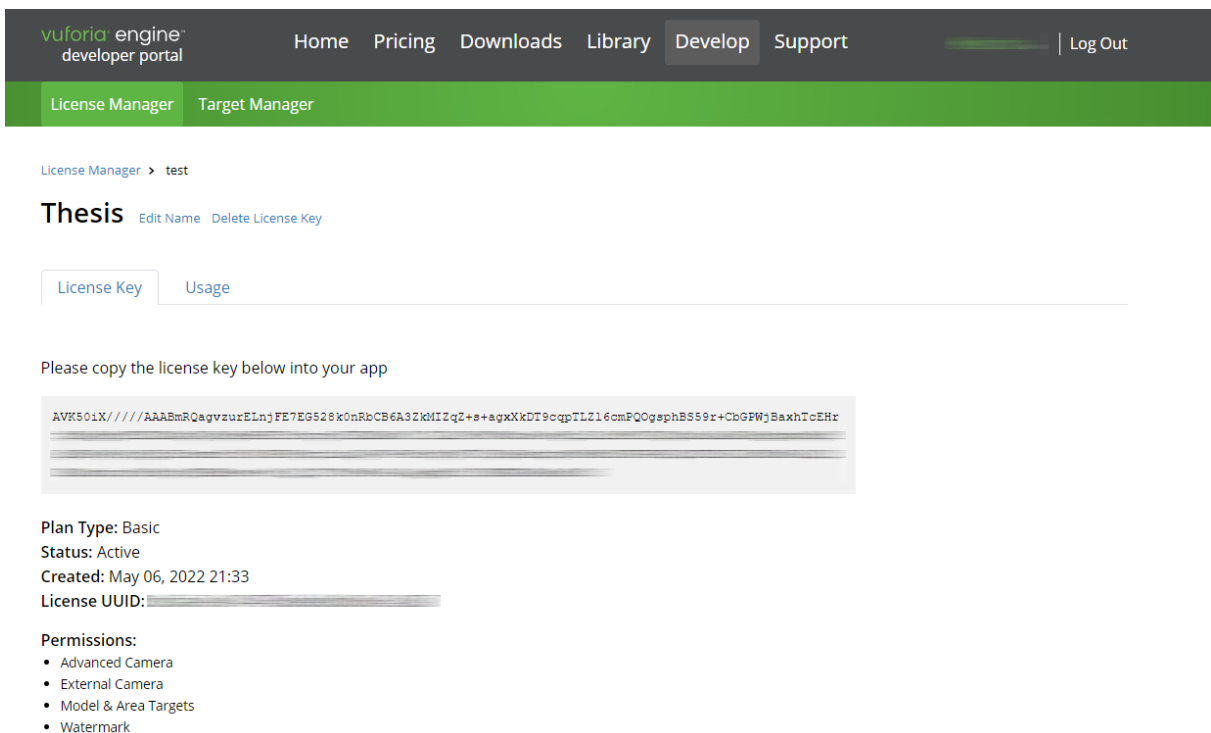 vuforia engine™
developer portal
Home Pricing Downloads Library Develop Support Log Out
License Manager Target Manager
License Manager > test
Thesis Edit Name Delete License Key
License Key Usage
Please copy the license key below into your app
AVK50iX/////AAABmRQagvzurELnjFE7EG528k0nRbCB6A3ZkMIZqZ+s+agxXkDT9cqpTLZl6cmPQOgsphBS59r+CbGPWjBaxhTcEHr
Plan Type: Basic
Status: Active
Created: May 06, 2022 21:33
License UUID:
Permissions:
• Advanced Camera
• External Camera
• Model & Area Targets
• Watermark